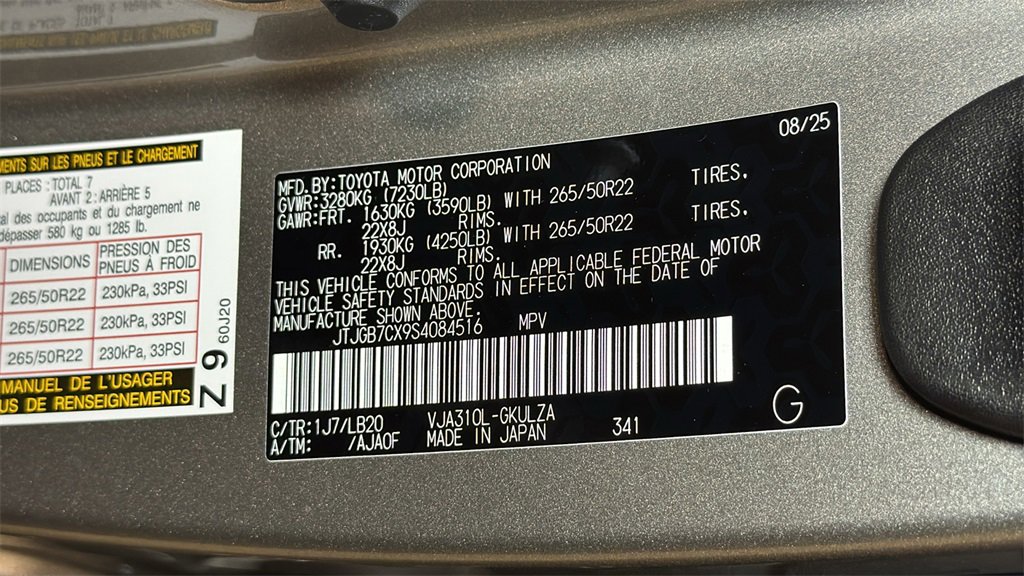 MENTS SUR LES PNEUS ET LE CHARGEMENT
PLACES : TOTAL 7
AVANT 2 : ARRIÈRE 5
tal des occupants et du chargement ne
dépasser 580 kg ou 1285 lb.
DIMENSIONS PRESSION DES PNEUS À FROID
265/50R22 230kPa, 33PSI
265/50R22 230kPa, 33PSI
265/50R22 230kPa, 33PSI
MANUEL DE L'USAGER
US DE RENSEIGNEMENTS
Z 9 60J20
08/25
MFD. BY:TOYOTA MOTOR CORPORATION
GVWR:3280KG (7230LB)
GAWR:FRT. 1630KG (3590LB) WITH 265/50R22 TIRES,
22X8J RIMS.
RR. 1930KG (4250LB) WITH 265/50R22 TIRES,
22X8J RIMS.
THIS VEHICLE CONFORMS TO ALL APPLICABLE FEDERAL MOTOR
VEHICLE SAFETY STANDARDS IN EFFECT ON THE DATE OF
MANUFACTURE SHOWN ABOVE.
JTJGB7CX9S4084516 MPV
C/TR:1J7/LB20 VJA310L-GKULZA
A/TM: /AJA0F MADE IN JAPAN 341
G